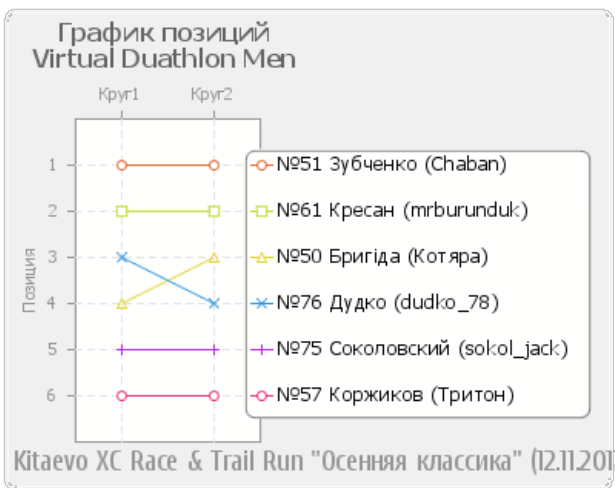 График позиций
Virtual Duathlon Men
Круг1 Круг2
Позиция
1 №51 Зубченко (Chaban)
2 №61 Кресан (mrburunduk)
3 №50 Бригіда (Котяра)
4 №76 Дудко (dudko_78)
5 №75 Соколовский (sokol_jack)
6 №57 Коржиков (Тритон)
Kitaevo XC Race & Trail Run "Осенняя классика"